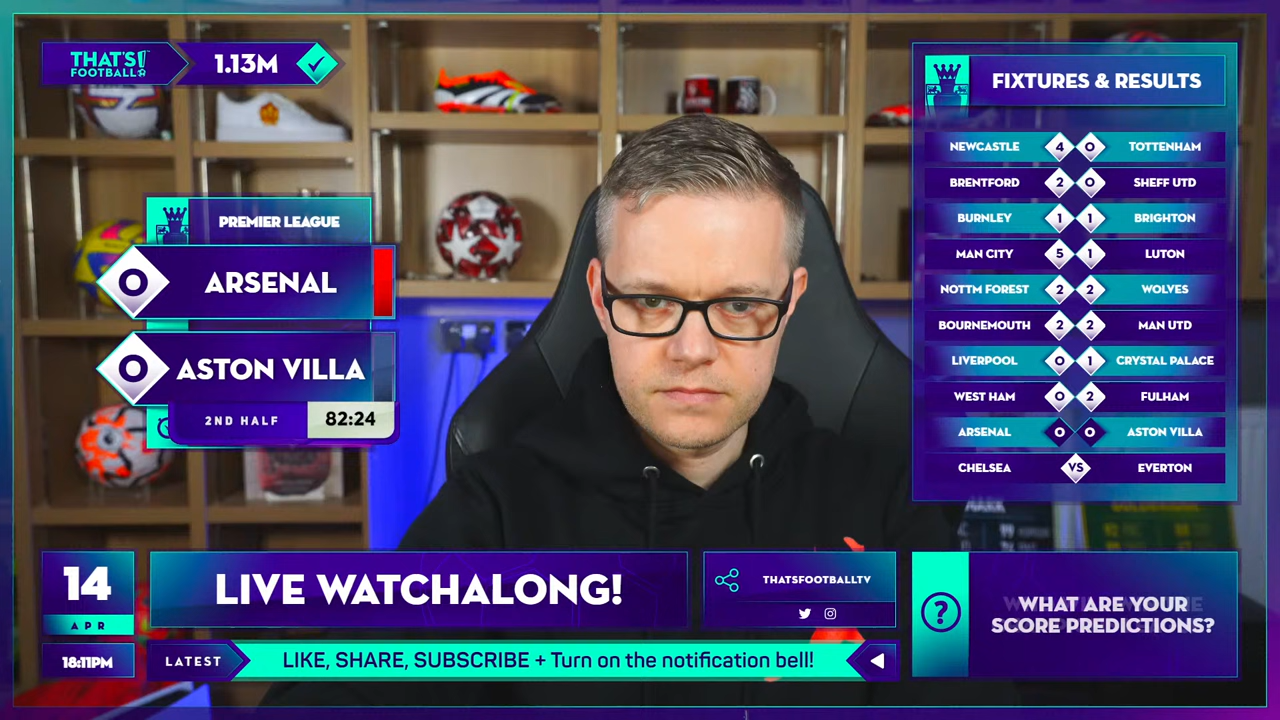 THAT'S!
FOOTBALL
1.13M
PREMIER LEAGUE
0 ARSENAL
0 ASTON VILLA
2ND HALF 82:24
FIXTURES & RESULTS
NEWCASTLE 4 0 TOTTENHAM
BRENTFORD 2 0 SHEFF UTD
BURNLEY 1 1 BRIGHTON
MAN CITY 5 1 LUTON
NOTTM FOREST 2 2 WOLVES
BOURNEMOUTH 2 2 MAN UTD
LIVERPOOL 0 1 CRYSTAL PALACE
WEST HAM 0 2 FULHAM
ARSENAL 0 0 ASTON VILLA
CHELSEA VS EVERTON
14
APR
18:11PM
LIVE WATCHALONG!
THATSFOOTBALLTV
LATEST
LIKE, SHARE, SUBSCRIBE + Turn on the notification bell!
?
WHAT ARE YOUR
SCORE PREDICTIONS?